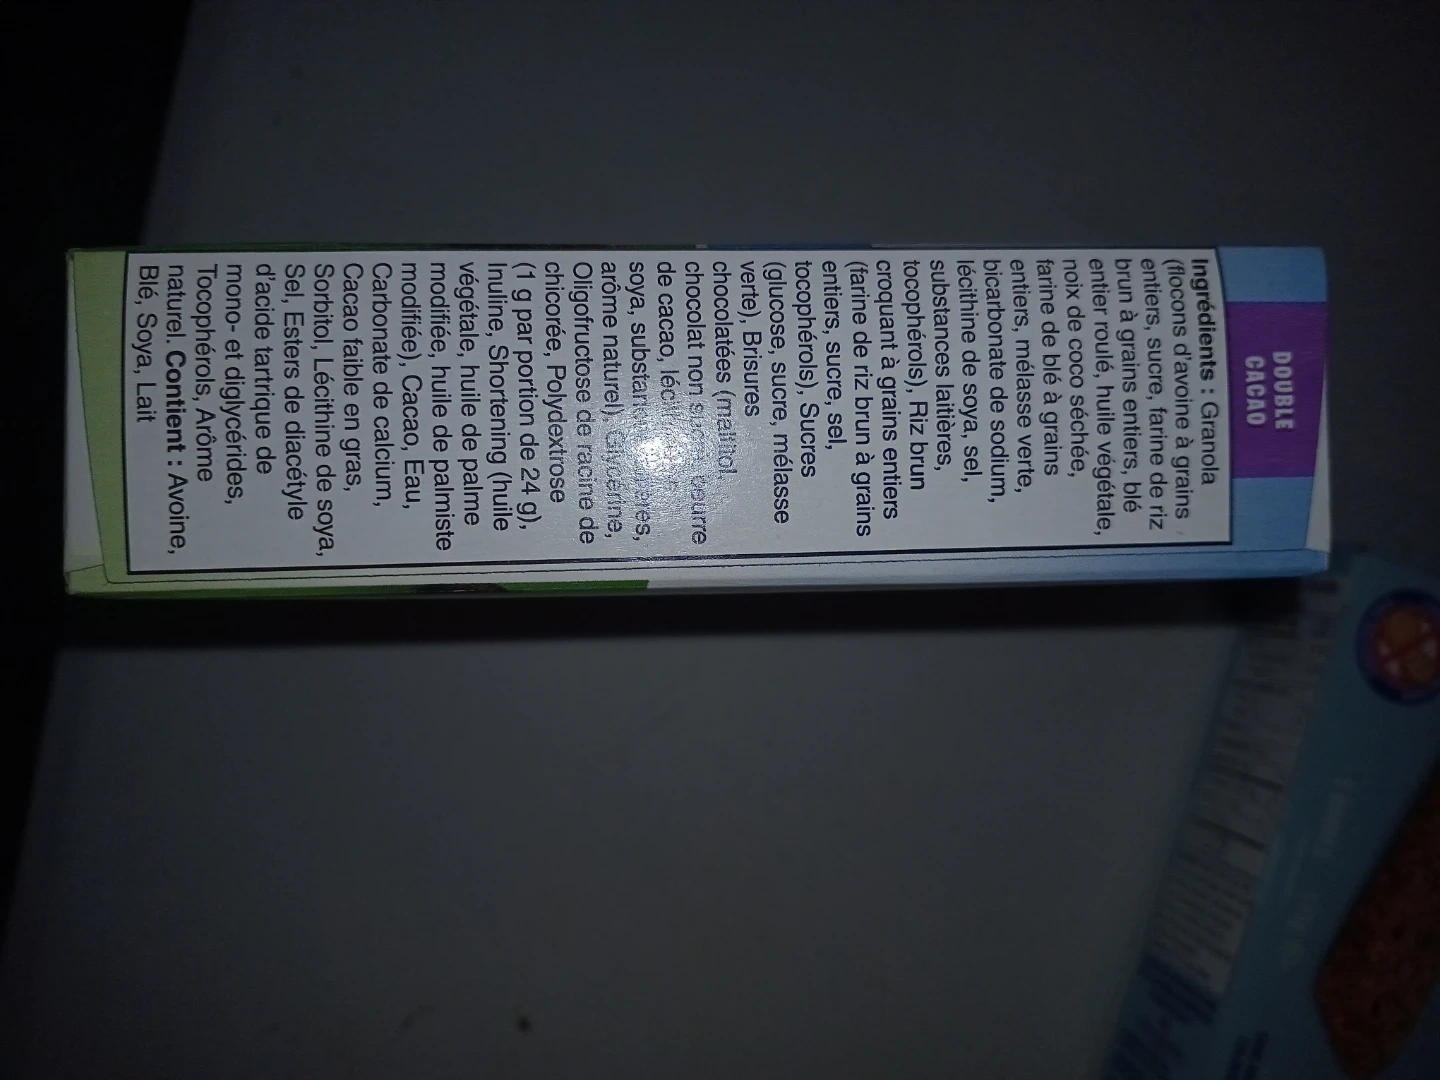 DOUBLE
CACAO
Ingrédients : Granola
(flocons d'avoine à grains
entiers, sucre, farine de riz
brun à grains entiers, blé
entier roulé, huile végétale,
noix de coco séchée,
farine de blé à grains
entiers, mélasse verte,
bicarbonate de sodium,
lécithine de soya, sel,
substances laitières,
tocophérols), Riz brun
croquant à grains entiers
(farine de riz brun à grains
entiers, sucre, sel,
tocophérols), Sucres
(glucose, sucre, mélasse
verte), Brisures
chocolatées (maltitol,
chocolat non beurre
de cacao,
soya,
arôme naturel), Glycérine,
Oligofructose de racine de
chicorée, Polydextrose
(1 g par portion de 24 g),
Inuline, Shortening (huile
végétale, huile de palme
modifiée, huile de palmiste
modifiée), Cacao, Eau,
Carbonate de calcium,
Cacao faible en gras,
Sorbitol, Lécithine de soya,
Sel, Esters de diacétyle
d'acide tartrique de
mono- et diglycérides,
Tocophérols, Arôme
naturel. Contient : Avoine,
Blé, Soya, Lait